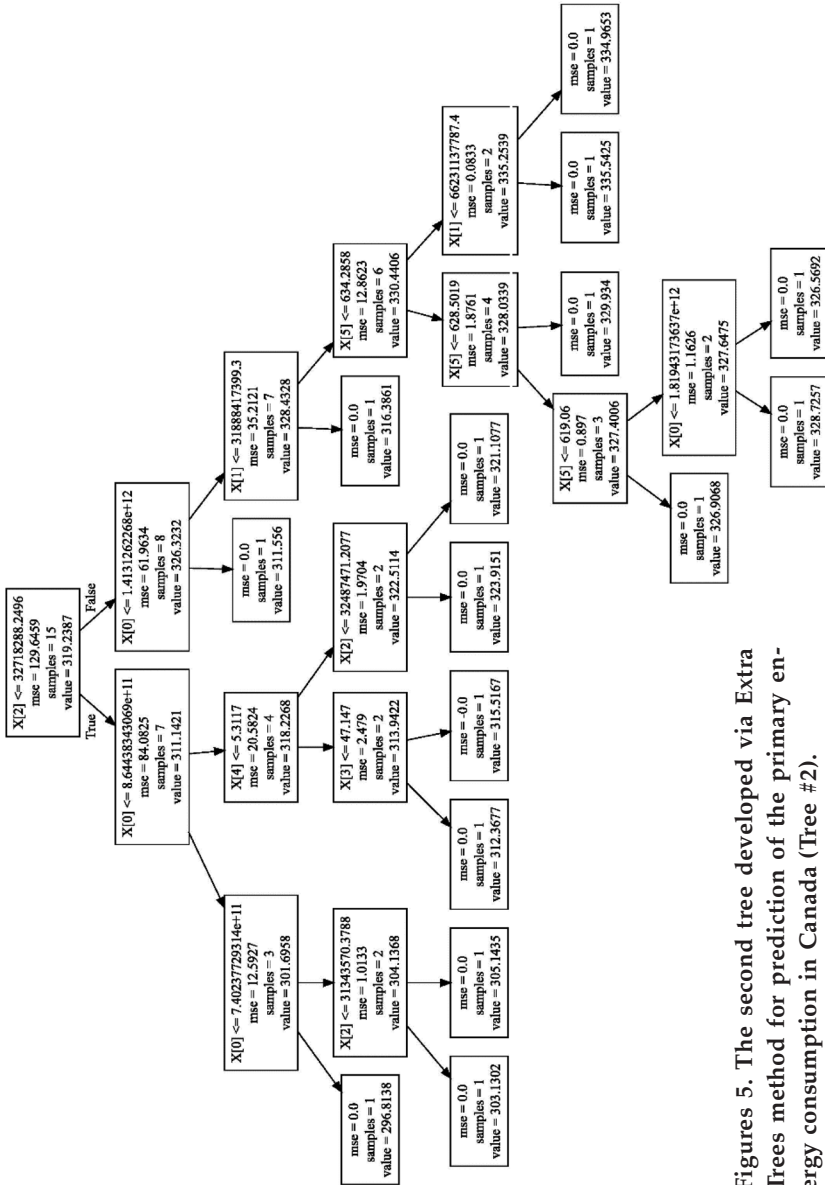 X[2] <= 32718288.2496
mse = 129.6459
samples = 15
value = 319.2387
True
False
X[0] <= 8.64438343069e+11
mse = 84.0825
samples = 7
value = 311.1421
X[0] <= 1.4131262268e+12
mse = 61.9634
samples = 8
value = 326.3232
X[0] <= 7.40237729314e+11
mse = 12.5927
samples = 3
value = 301.6958
X[4] <= 5.3117
mse = 20.5824
samples = 4
value = 318.2268
mse = 0.0
samples = 1
value = 311.556
X[1] <= 31888417399.3
mse = 35.2121
samples = 7
value = 328.4328
mse = 0.0
samples = 1
value = 296.8138
X[2] <= 31343570.3788
mse = 1.0133
samples = 2
value = 304.1368
X[3] <= 47.147
mse = 2.479
samples = 2
value = 313.9422
X[2] <= 32487471.2077
mse = 1.9704
samples = 2
value = 322.5114
mse = 0.0
samples = 1
value = 316.3861
X[5] <= 634.2858
mse = 12.8623
samples = 6
value = 330.4406
mse = 0.0
samples = 1
value = 303.1302
mse = 0.0
samples = 1
value = 305.1435
mse = 0.0
samples = 1
value = 312.3677
mse = -0.0
samples = 1
value = 315.5167
mse = 0.0
samples = 1
value = 323.9151
mse = 0.0
samples = 1
value = 321.1077
X[5] <= 628.5019
mse = 1.8761
samples = 4
value = 328.0339
X[1] <= 66231137787.4
mse = 0.0833
samples = 2
value = 335.2539
X[5] <= 619.06
mse = 0.897
samples = 3
value = 327.4006
mse = 0.0
samples = 1
value = 329.934
mse = 0.0
samples = 1
value = 335.5425
mse = 0.0
samples = 1
value = 334.9653
mse = 0.0
samples = 1
value = 326.9068
X[0] <= 1.81943173637e+12
mse = 1.1626
samples = 2
value = 327.6475
mse = 0.0
samples = 1
value = 328.7257
mse = 0.0
samples = 1
value = 326.5692
Figures 5. The second tree developed via Extra
Trees method for prediction of the primary en-
ergy consumption in Canada (Tree #2).